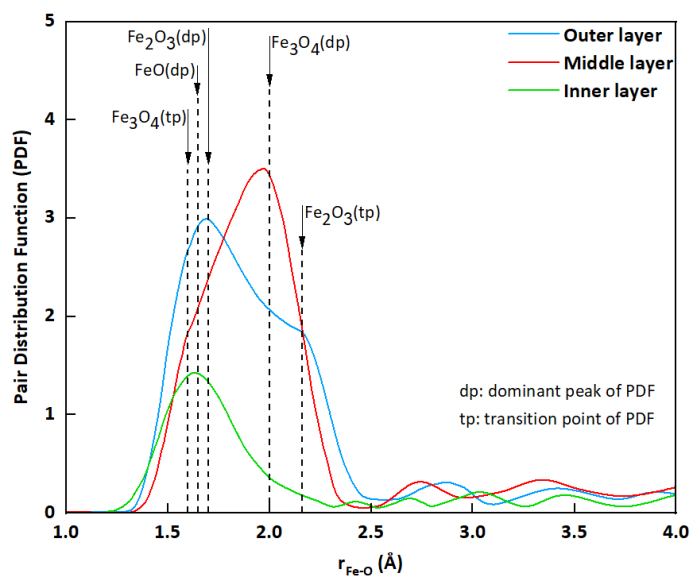 5
4
3
2
1
0
Pair Distribution Function (PDF)
Fe₂O₃(dp)
FeO(dp)
Fe₃O₄(tp)
Fe₃O₄(dp)
Fe₂O₃(tp)
Outer layer
Middle layer
Inner layer
dp: dominant peak of PDF
tp: transition point of PDF
1.0 1.5 2.0 2.5 3.0 3.5 4.0
r_Fe-O (Å)